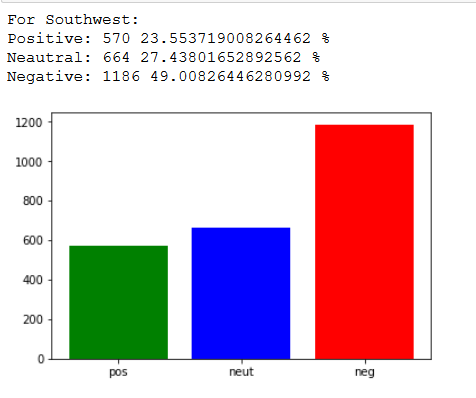 For Southwest:
Positive: 570 23.553719008264462 %
Neautral: 664 27.43801652892562 %
Negative: 1186 49.00826446280992 %
1200
1000
800
600
400
200
0
pos neut neg